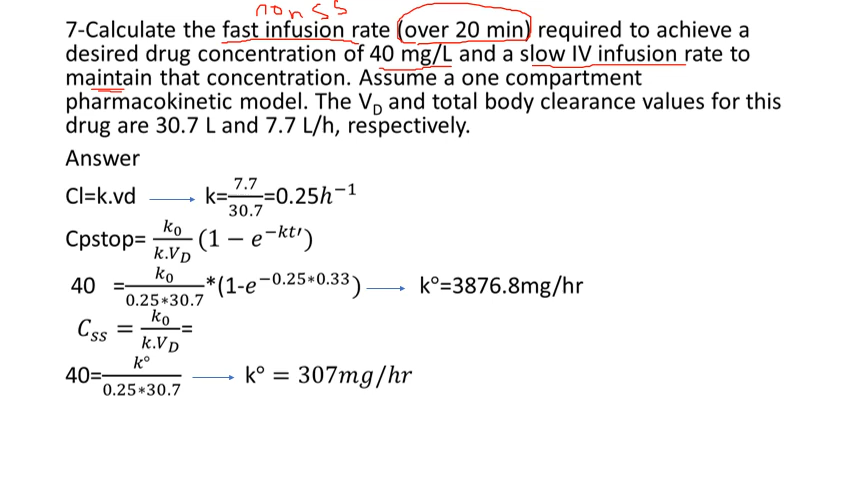 non ss
7-Calculate the fast infusion rate (over 20 min) required to achieve a
desired drug concentration of 40 mg/L and a slow IV infusion rate to
maintain that concentration. Assume a one compartment
pharmacokinetic model. The V_D and total body clearance values for this
drug are 30.7 L and 7.7 L/h, respectively.
Answer
Cl=k.vd ⟶ k=7.7/30.7=0.25h⁻¹
Cpstop= k₀/k.V_D (1 − e^−kt′)
40 =k₀/0.25*30.7 *(1-e^−0.25*0.33) ⟶ k°=3876.8mg/hr
C_ss = k₀/k.V_D =
40=k°/0.25*30.7 ⟶ k° = 307mg/hr